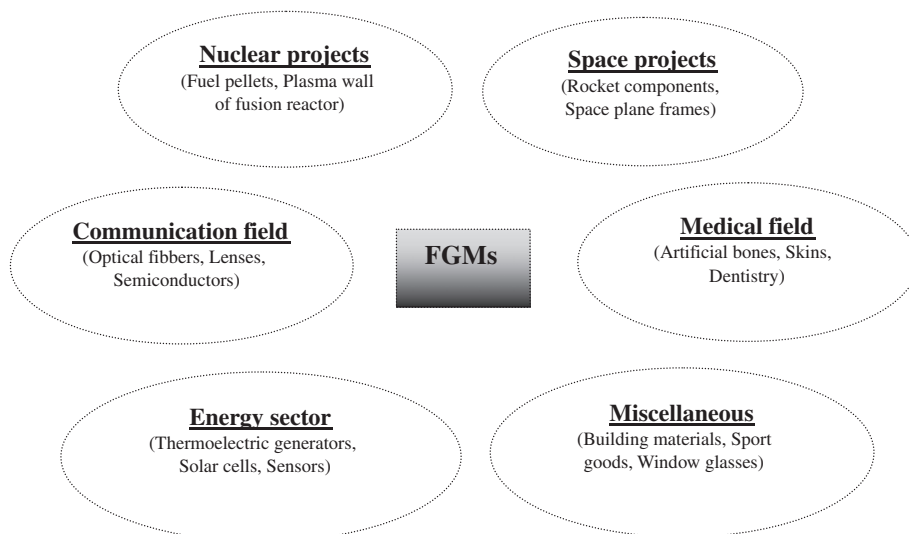 Nuclear projects
(Fuel pellets, Plasma wall
of fusion reactor)
Space projects
(Rocket components,
Space plane frames)
Communication field
(Optical fibbers, Lenses,
Semiconductors)
FGMs
Medical field
(Artificial bones, Skins,
Dentistry)
Energy sector
(Thermoelectric generators,
Solar cells, Sensors)
Miscellaneous
(Building materials, Sport
goods, Window glasses)